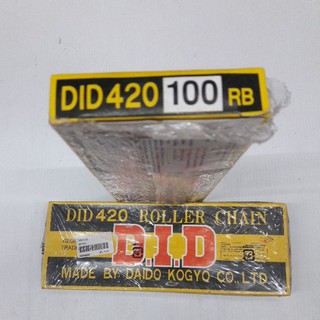 DID 420 100 RB
DID 420 ROLLER CHAIN
D.I.D
MADE BY DAIDO KOGYO CO., LTD